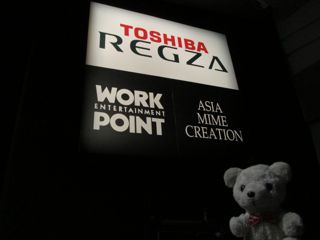 TOSHIBA
REGZA
WORK
ENTERTAINMENT
POINT
ASIA
MIME
CREATION